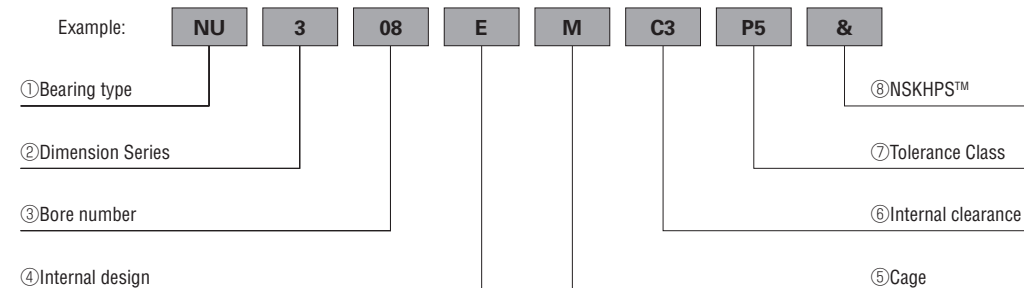 Example: NU 3 08 E M C3 P5 &
①Bearing type ⑧NSKHPS™
②Dimension Series ⑦Tolerance Class
③Bore number ⑥Internal clearance
④Internal design ⑤Cage